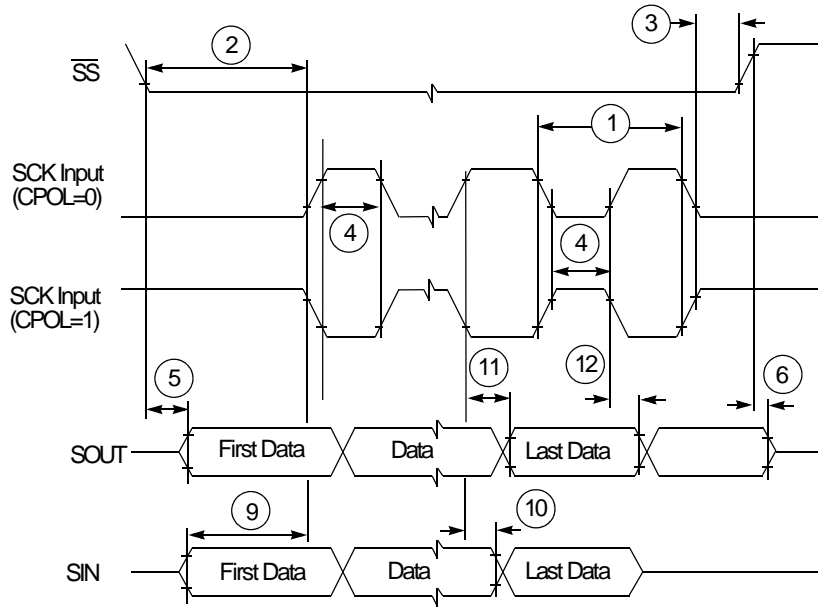 2
3
SS
1
SCK Input
(CPOL=0)
4
4
SCK Input
(CPOL=1)
5
11
12
6
SOUT
First Data
Data
Last Data
9
10
SIN
First Data
Data
Last Data